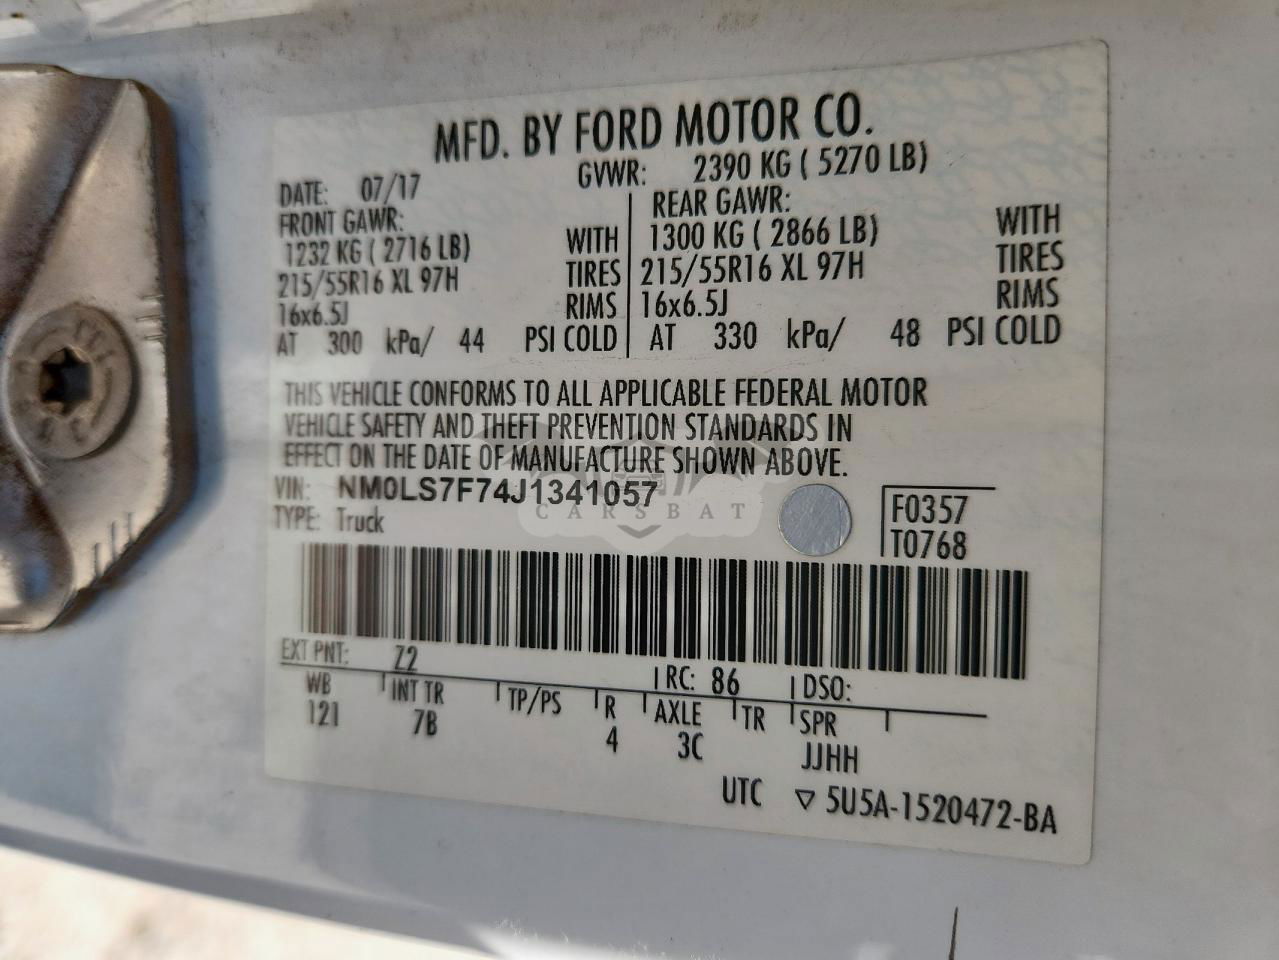 MFD. BY FORD MOTOR CO.
DATE: 07/17 GVWR: 2390 KG ( 5270 LB)
FRONT GAWR: REAR GAWR:
1232 KG ( 2716 LB) WITH 1300 KG ( 2866 LB) WITH
215/55R16 XL 97H TIRES 215/55R16 XL 97H TIRES
16x6.5J RIMS 16x6.5J RIMS
AT 300 kPa/ 44 PSI COLD AT 330 kPa/ 48 PSI COLD
THIS VEHICLE CONFORMS TO ALL APPLICABLE FEDERAL MOTOR
VEHICLE SAFETY AND THEFT PREVENTION STANDARDS IN
EFFECT ON THE DATE OF MANUFACTURE SHOWN ABOVE.
VIN: NM0LS7F74J1341057
CARSBAT
TYPE: Truck
F0357
T0768
EXT PNT: Z2 RC: 86 DSO:
WB INT TR TP/PS R AXLE TR SPR
121 7B 4 3C JJHH
UTC ▽ 5U5A-1520472-BA